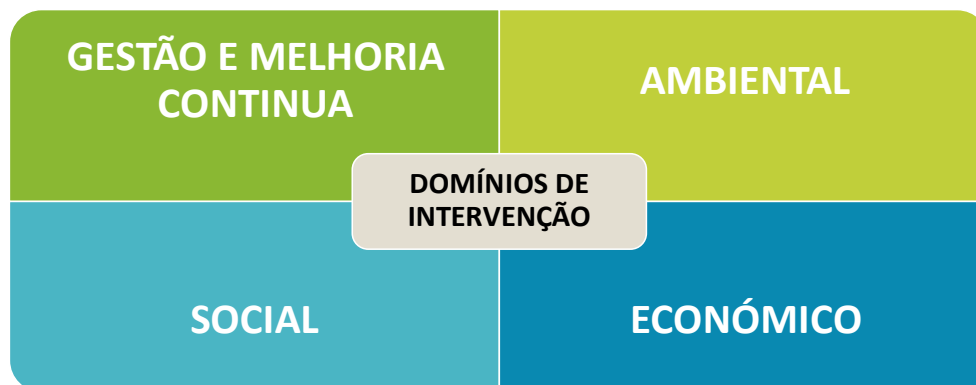 GESTÃO E MELHORIA
CONTINUA
AMBIENTAL
DOMÍNIOS DE
INTERVENÇÃO
SOCIAL
ECONÓMICO